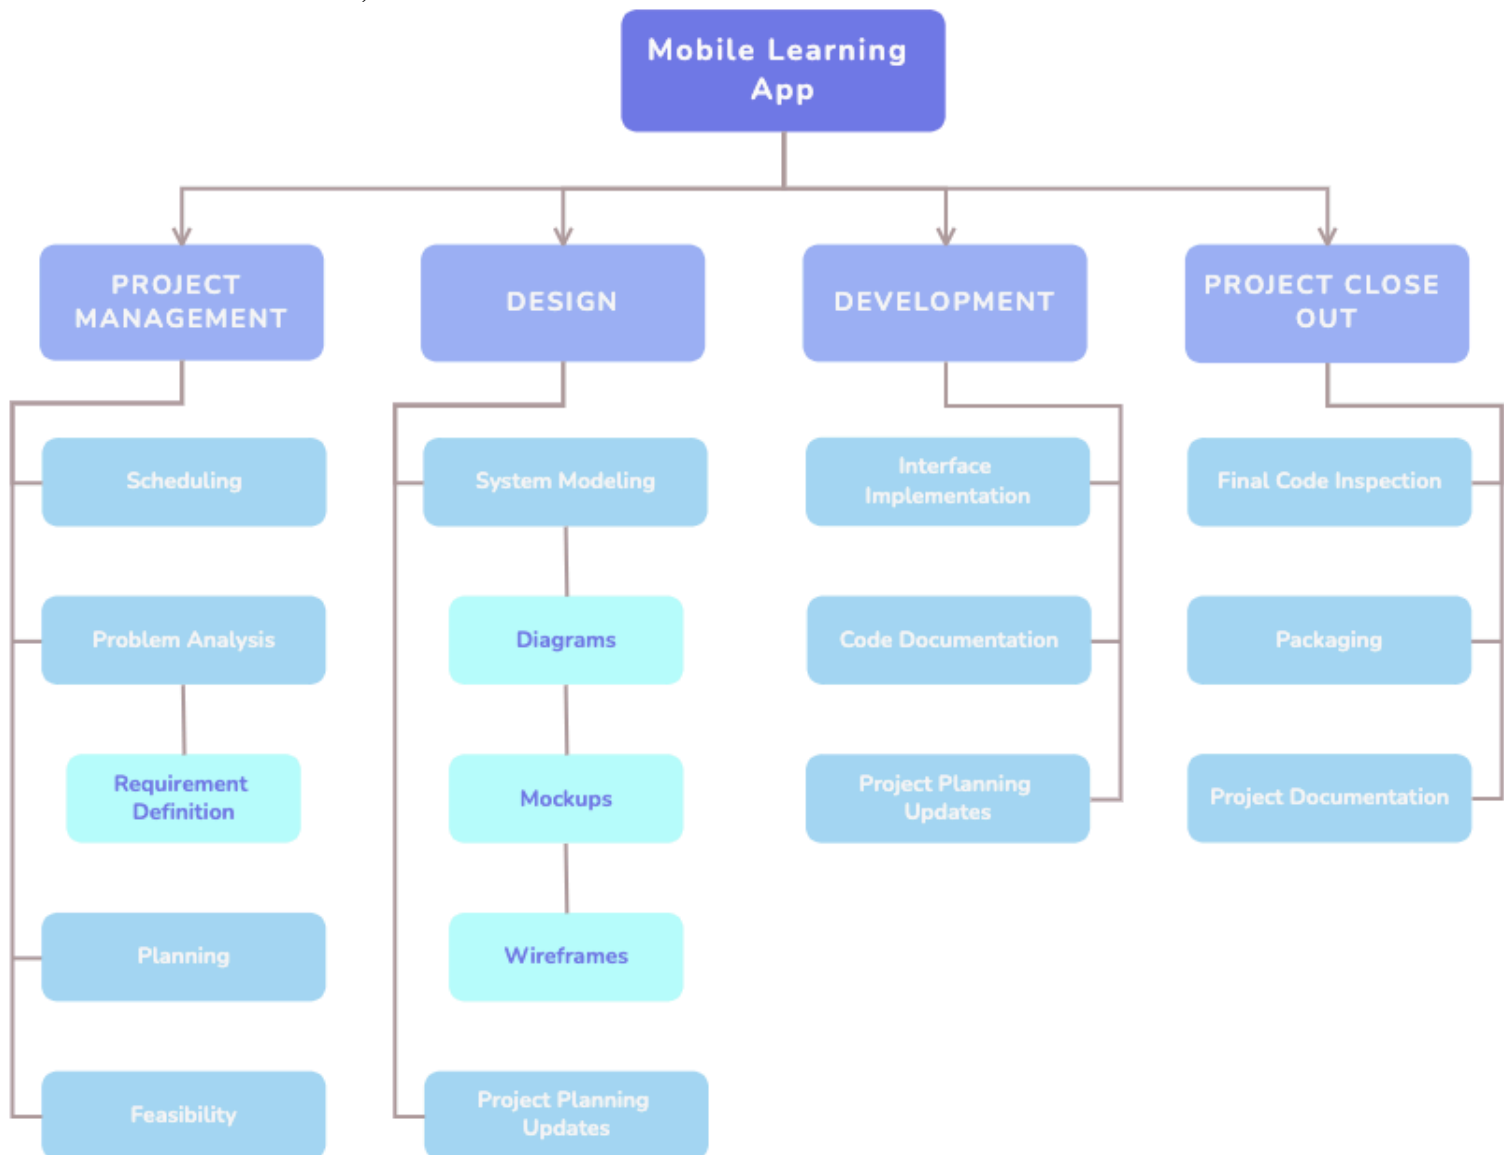 Mobile Learning
App
PROJECT
MANAGEMENT
DESIGN
DEVELOPMENT
PROJECT CLOSE
OUT
Scheduling
Problem Analysis
Requirement
Definition
Planning
Feasibility
System Modeling
Diagrams
Mockups
Wireframes
Project Planning
Updates
Interface
Implementation
Code Documentation
Project Planning
Updates
Final Code Inspection
Packaging
Project Documentation